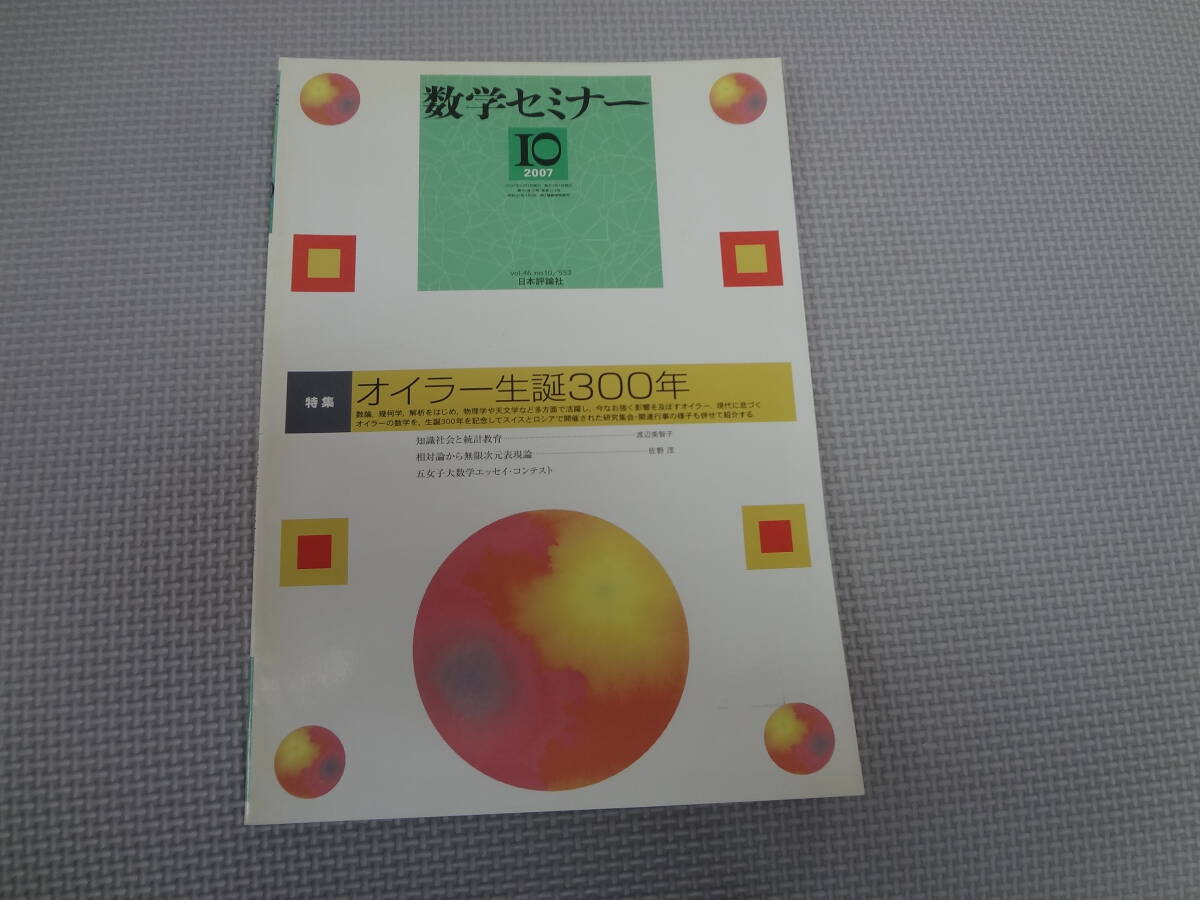 数学セミナー
10
2007
vol.46 no.10/553
日本評論社
特集
オイラー生誕300年
数論，幾何学，解析をはじめ，物理学や天文学など多方面で活躍し，今なお強く影響を及ぼすオイラー．現代に息づく
オイラーの数学を，生誕300年を記念してスイスとロシアで開催された研究集会・関連行事の様子も併せて紹介する．
知識社会と統計教育 渡辺美智子
相対論から無限次元表現論 佐野 茂
五女子大数学エッセイ・コンテスト